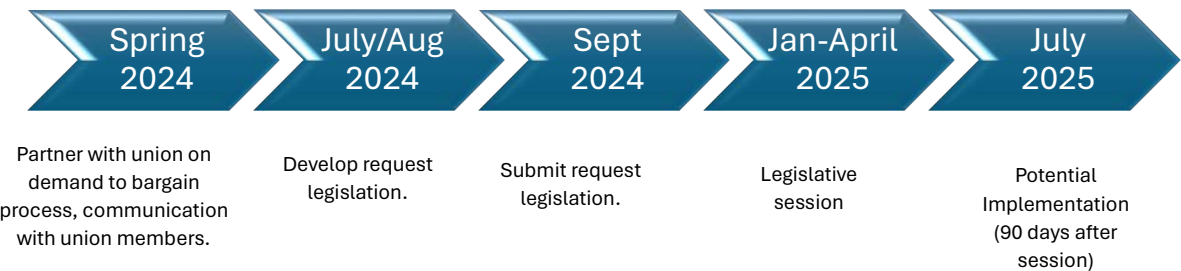 Spring
2024
July/Aug
2024
Sept
2024
Jan-April
2025
July
2025
Partner with union on
demand to bargain
process, communication
with union members.
Develop request
legislation.
Submit request
legislation.
Legislative
session
Potential
Implementation
(90 days after
session)